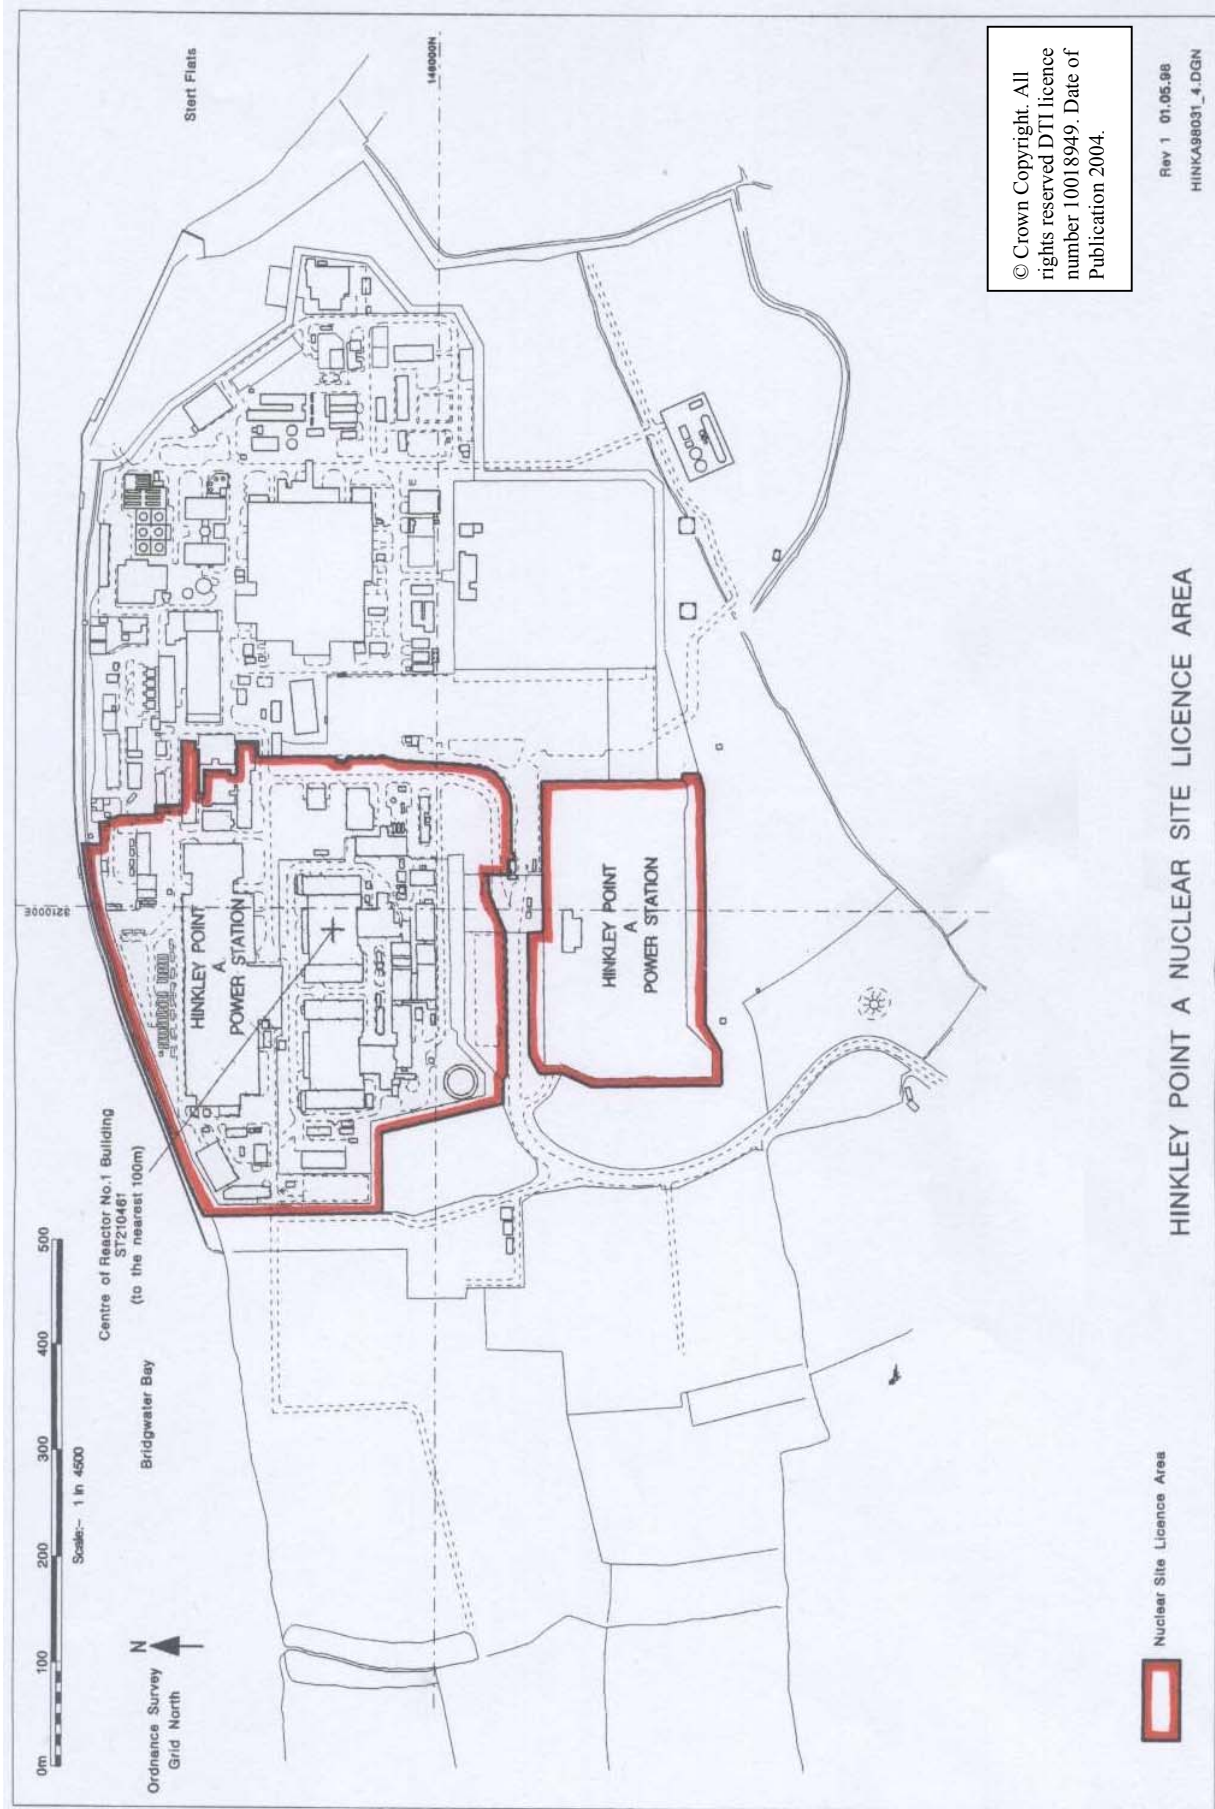 0m 100 200 300 400 500
Scale:- 1 in 4500
Ordnance Survey
Grid North
N
Bridgwater Bay
Centre of Reactor No.1 Building
ST210461
(to the nearest 100m)
Stert Flats
321000E
146000N
HINKLEY POINT
A
POWER STATION
HINKLEY POINT
A
POWER STATION
© Crown Copyright. All
rights reserved DTI licence
number 10018949. Date of
Publication 2004.
Nuclear Site Licence Area
HINKLEY POINT A NUCLEAR SITE LICENCE AREA
Rev 1 01.05.98
HINKA98031_4.DGN